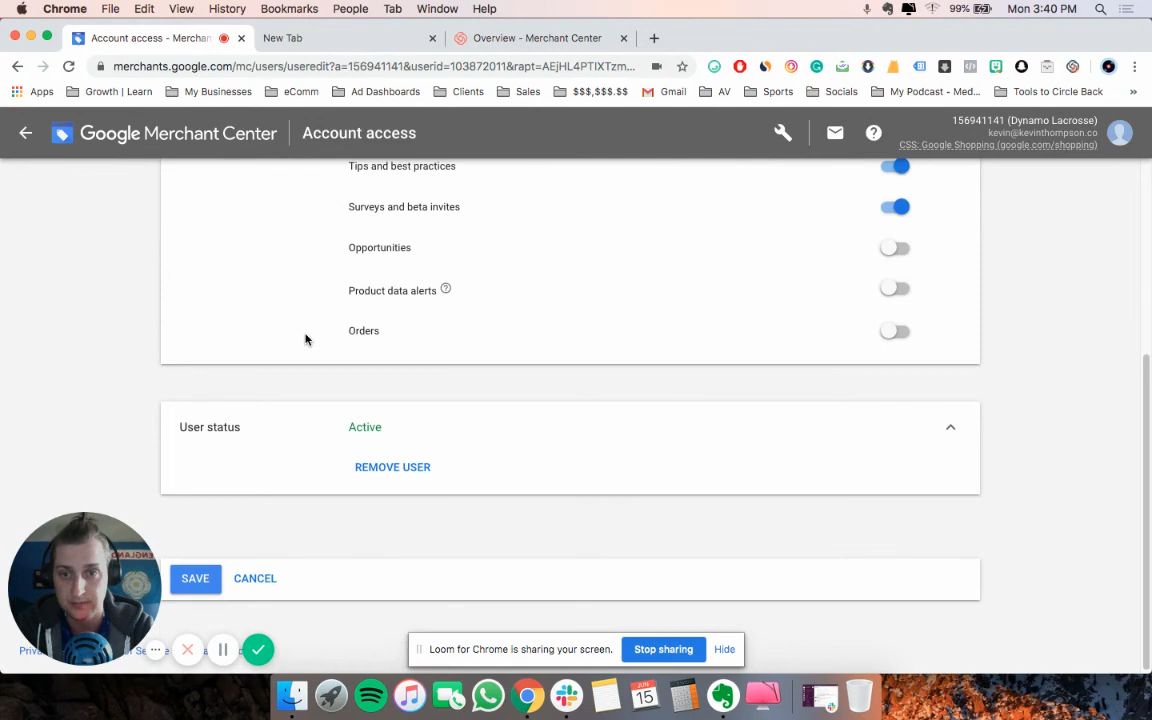 Chrome File Edit View History Bookmarks People Tab Window Help 99% Mon 3:40 PM
Account access - Merchan New Tab Overview - Merchant Center
merchants.google.com/mc/users/useredit?a=156941141&userid=103872011&rapt=AEjHL4PTIXTzm...
Apps Growth | Learn My Businesses eComm Ad Dashboards Clients Sales $$$,$$$.$$ Gmail AV Sports Socials My Podcast - Med... Tools to Circle Back »
Google Merchant Center Account access
156941141 (Dynamo Lacrosse)
kevin@kevinthompson.co
CSS: Google Shopping (google.com/shopping)
Tips and best practices
Surveys and beta invites
Opportunities
Product data alerts ?
Orders
User status Active
REMOVE USER
ENGLAND
SAVE CANCEL
Loom for Chrome is sharing your screen. Stop sharing Hide
JUN
15